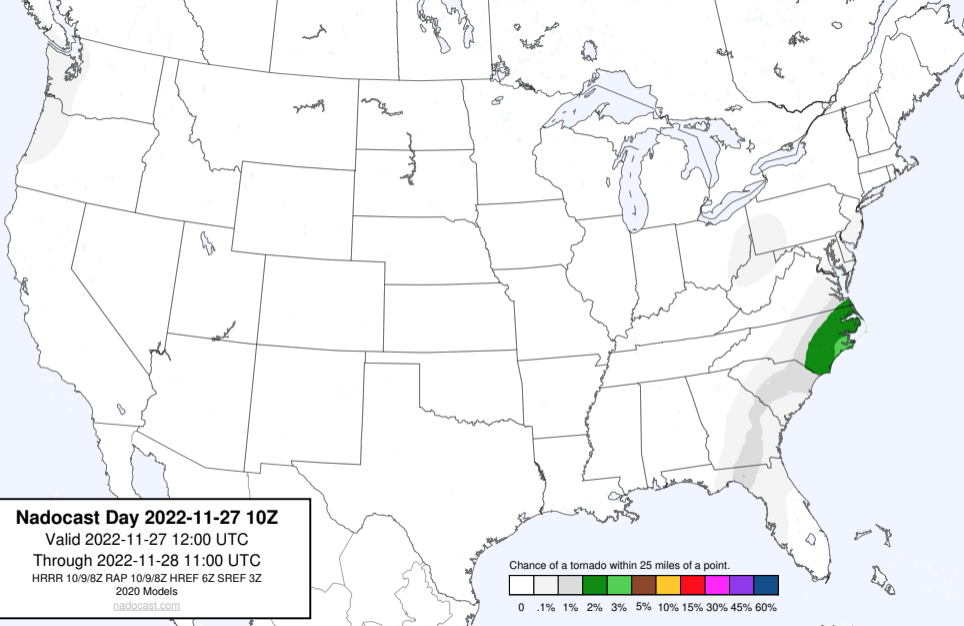 Nadocast Day 2022-11-27 10Z
Valid 2022-11-27 12:00 UTC
Through 2022-11-28 11:00 UTC
HRRR 10/9/8Z RAP 10/9/8Z HREF 6Z SREF 3Z
2020 Models
nadocast.com
Chance of a tornado within 25 miles of a point.
0 .1% 1% 2% 3% 5% 10% 15% 30% 45% 60%